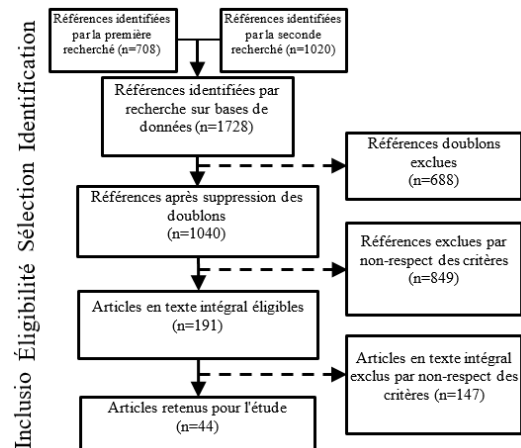 Références identifiées
par la première
recherché (n=708)
Références identifiées
par la seconde
recherché (n=1020)
Références identifiées par
recherche sur bases de
données (n=1728)
Références doublons
exclues
(n=688)
Références après suppression des
doublons
(n=1040)
Références exclues par
non-respect des critères
(n=849)
Articles en texte intégral éligibles
(n=191)
Articles en texte intégral
exclus par non-respect des
critères (n=147)
Articles retenus pour l'étude
(n=44)
Inclusio Éligibilité Sélection Identification